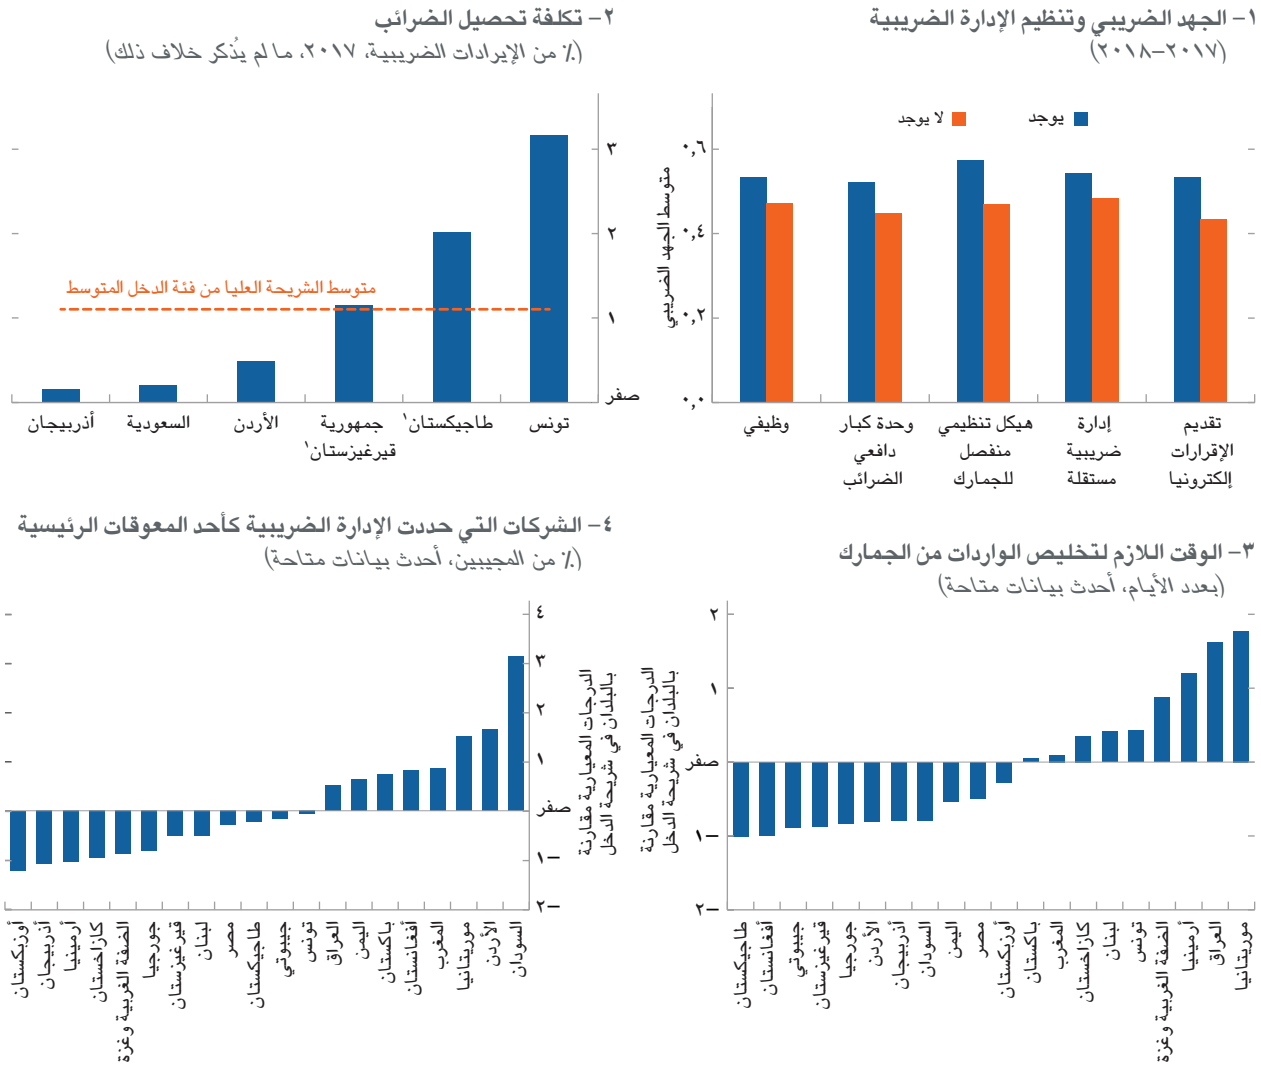 ١– الجهد الضريبي وتنظيم الإدارة الضريبية
(٢٠١٧–٢٠١٨)
يوجد
لا يوجد
متوسط الجهد الضريبي
٠,٦
٠,٤
٠,٢
٠,٠
وظيفي
وحدة كبار
دافعي
الضرائب
هيكل تنظيمي
منفصل
للجمارك
إدارة
ضريبية
مستقلة
تقديم
الإقرارات
إلكترونيا
٢– تكلفة تحصيل الضرائب
(٪ من الإيرادات الضريبية، ٢٠١٧، ما لم يُذكر خلاف ذلك)
٣
٢
١
صفر
متوسط الشريحة العليا من فئة الدخل المتوسط
تونس
طاجيكستان١
جمهورية
قيرغيزستان١
الأردن
السعودية
أذربيجان
٣– الوقت اللازم لتخليص الواردات من الجمارك
(بعدد الأيام، أحدث بيانات متاحة)
الدرجات المعيارية مقارنة
بالبلدان في شريحة الدخل
٢
١
صفر
١–
٢–
موريتانيا
العراق
أرمينيا
الضفة الغربية وغزة
تونس
لبنان
كازاخستان
المغرب
باكستان
أوزبكستان
مصر
اليمن
السودان
أذربيجان
الأردن
جورجيا
قيرغيزستان
جيبوتي
أفغانستان
طاجيكستان
٤– الشركات التي حددت الإدارة الضريبية كأحد المعوقات الرئيسية
(٪ من المجيبين، أحدث بيانات متاحة)
الدرجات المعيارية مقارنة
بالبلدان في شريحة الدخل
٤
٣
٢
١
صفر
١–
٢–
السودان
الأردن
موريتانيا
المغرب
أفغانستان
باكستان
اليمن
العراق
تونس
جيبوتي
طاجيكستان
مصر
لبنان
قيرغيزستان
جورجيا
الضفة الغربية وغزة
كازاخستان
أرمينيا
أذربيجان
أوزبكستان